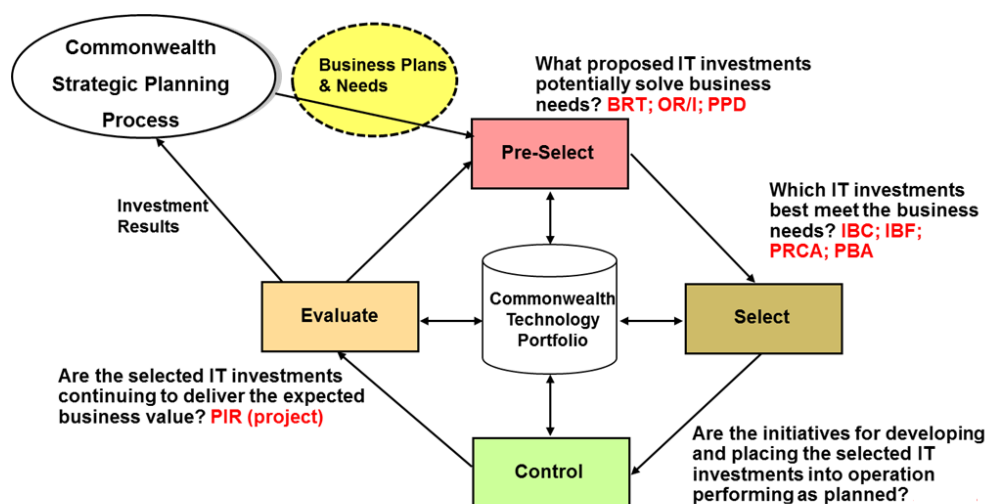 Commonwealth
Strategic Planning
Process
Business Plans
& Needs
What proposed IT investments
potentially solve business
needs? BRT; OR/I; PPD
Pre-Select
Investment
Results
Which IT investments
best meet the business
needs? IBC; IBF;
PRCA; PBA
Evaluate
Commonwealth
Technology
Portfolio
Select
Are the selected IT investments
continuing to deliver the expected
business value? PIR (project)
Control
Are the initiatives for developing
and placing the selected IT
investments into operation
performing as planned?